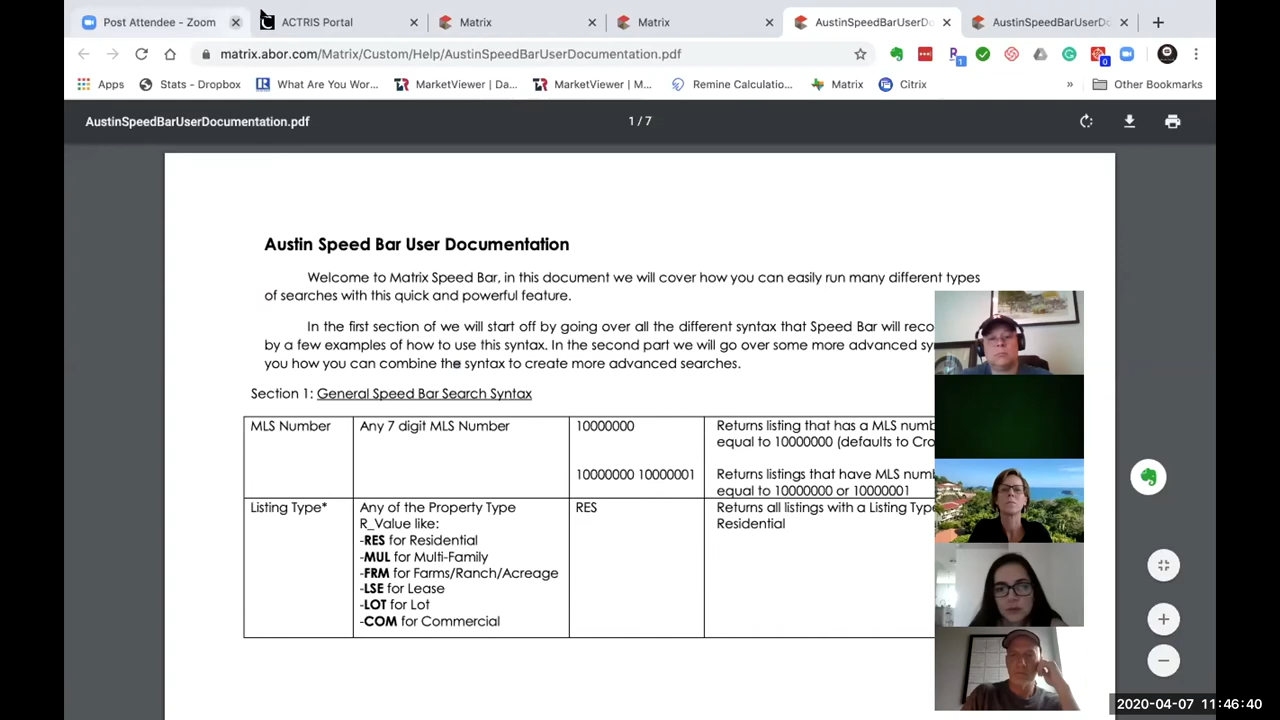 Post Attendee - Zoom
ACTRIS Portal
Matrix
Matrix
AustinSpeedBarUserDo
AustinSpeedBarUserDo
matrix.abor.com/Matrix/Custom/Help/AustinSpeedBarUserDocumentation.pdf
1
0
Apps
Stats - Dropbox
What Are You Wor...
MarketViewer | Da...
MarketViewer | M...
Remine Calculatio...
Matrix
Citrix
»
Other Bookmarks
AustinSpeedBarUserDocumentation.pdf
1 / 7
Austin Speed Bar User Documentation
Welcome to Matrix Speed Bar, in this document we will cover how you can easily run many different types
of searches with this quick and powerful feature.
In the first section of we will start off by going over all the different syntax that Speed Bar will reco
by a few examples of how to use this syntax. In the second part we will go over some more advanced sy
you how you can combine the syntax to create more advanced searches.
Section 1: General Speed Bar Search Syntax
MLS Number
Any 7 digit MLS Number
10000000
Returns listing that has a MLS numb
equal to 10000000 (defaults to Cro
10000000 10000001
Returns listings that have MLS num
equal to 10000000 or 10000001
Listing Type*
Any of the Property Type
R_Value like:
-RES for Residential
-MUL for Multi-Family
-FRM for Farms/Ranch/Acreage
-LSE for Lease
-LOT for Lot
-COM for Commercial
RES
Returns all listings with a Listing Type
Residential
2020-04-07 11:46:40